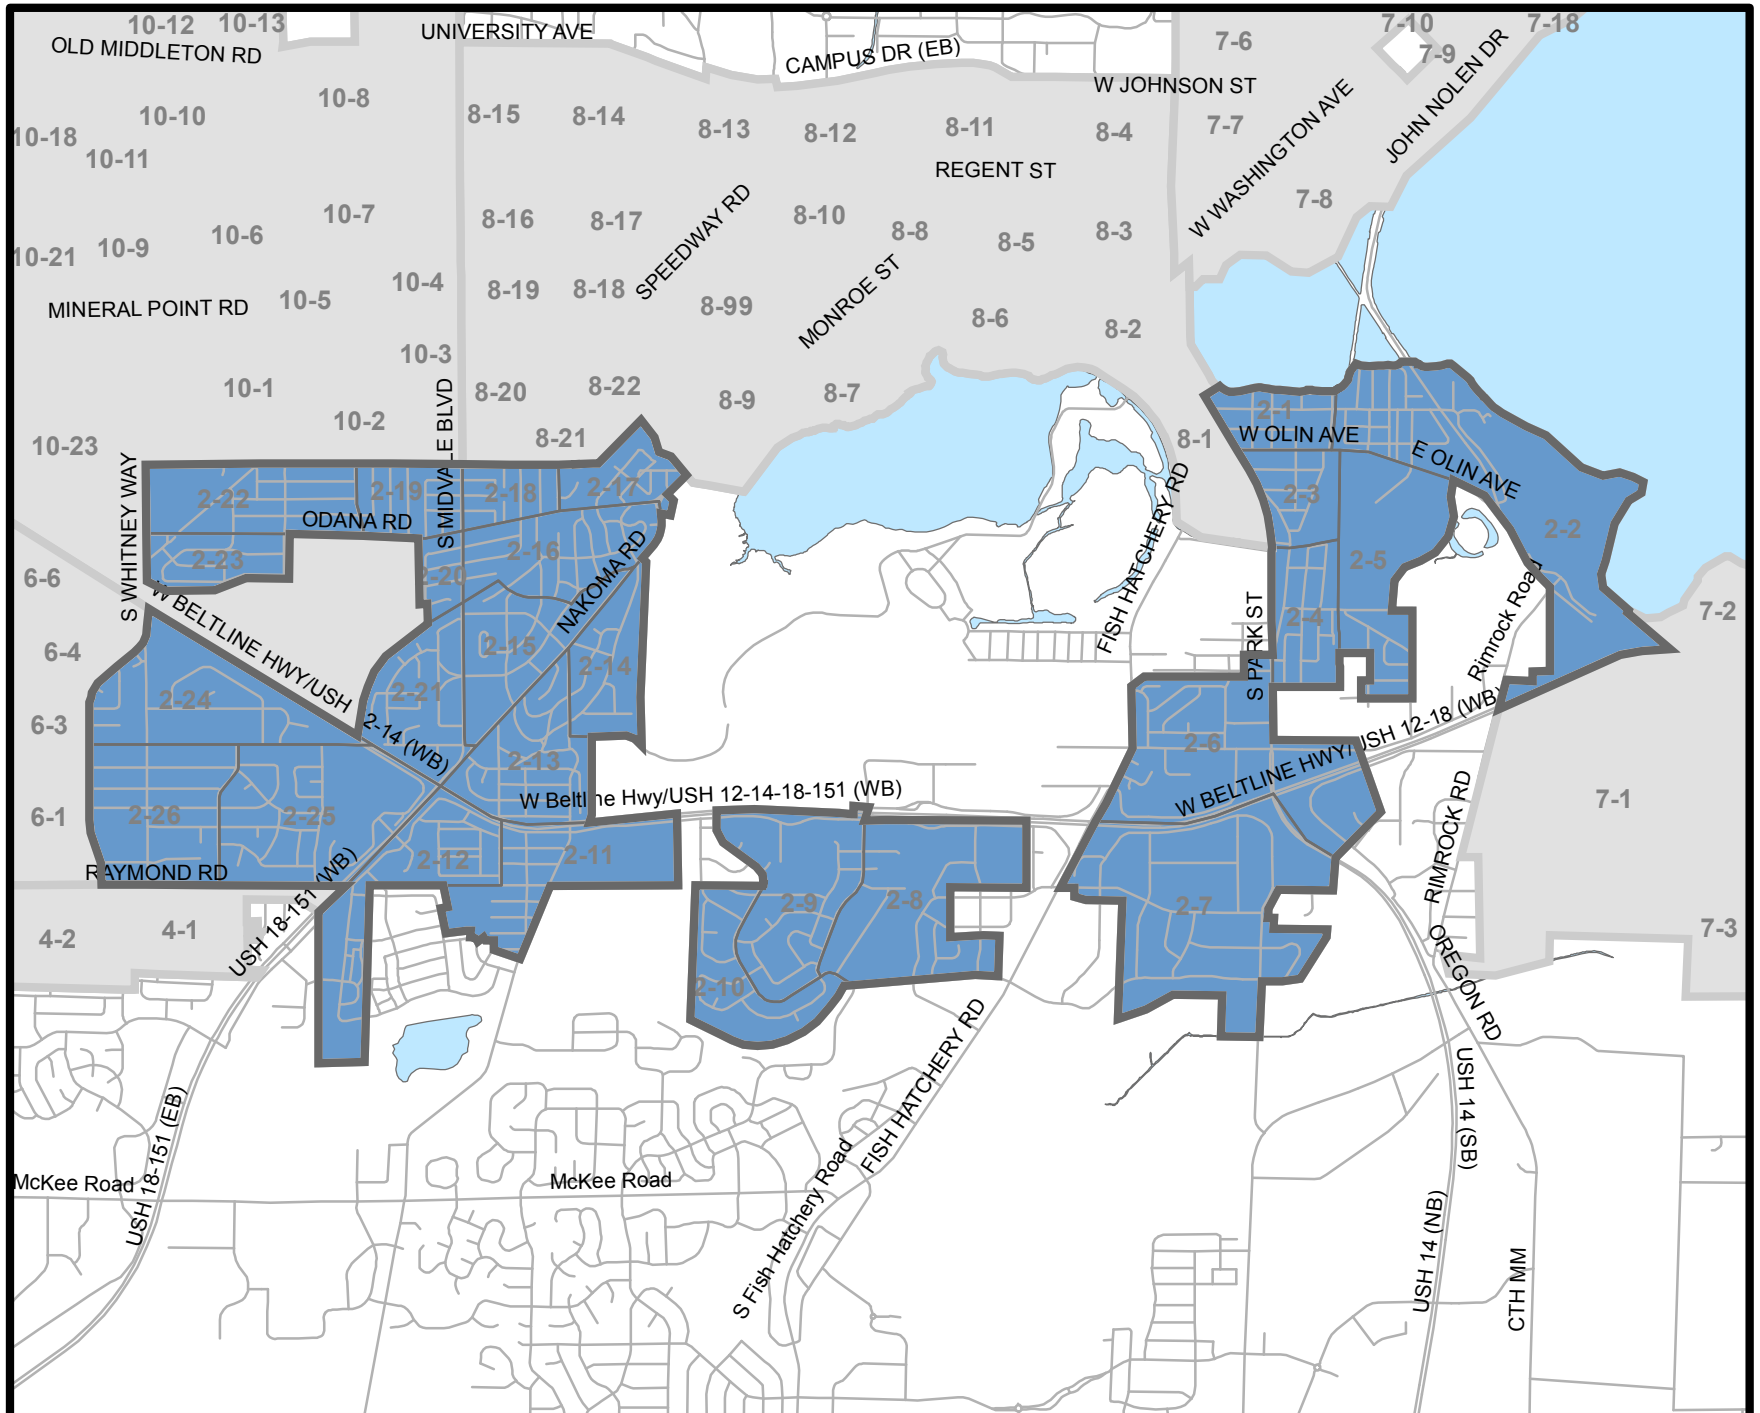 10-12
10-13
7-10
7-18
OLD MIDDLETON RD
UNIVERSITY AVE
CAMPUS DR (EB)
7-6
7-9
JOHN NOLEN DR
W JOHNSON ST
10-8
10-10
8-15
8-14
8-13
8-12
8-11
8-4
7-7
W WASHINGTON AVE
10-18
10-11
REGENT ST
7-8
10-7
10-6
10-9
10-21
8-16
8-17
SPEEDWAY RD
8-10
8-8
8-5
8-3
10-4
10-5
MINERAL POINT RD
8-19
8-18
8-99
MONROE ST
8-6
8-2
10-3
10-1
10-2
S MIDVALE BLVD
8-20
8-22
8-9
8-7
8-21
10-23
8-1
2-1
W OLIN AVE
E OLIN AVE
S WHITNEY WAY
2-22
2-19
2-18
2-17
ODANA RD
2-3
2-2
FISH HATCHERY RD
2-23
2-16
2-20
NAKOMA RD
2-5
6-6
W BELTLINE HWY/USH
2-14 (WB)
2-4
S PARK ST
Rimrock Road
7-2
6-4
2-15
2-14
2-24
2-21
6-3
2-13
2-6
W BELTLINE HWY/USH 12-18 (WB)
W Beltline Hwy/USH 12-14-18-151 (WB)
6-1
2-26
2-25
2-12
2-11
RIMROCK RD
7-1
RAYMOND RD
USH 18-151 (WB)
2-9
2-8
2-7
4-2
4-1
7-3
OREGON RD
2-10
FISH HATCHERY RD
USH 18-151 (EB)
USH 14 (SB)
McKee Road
McKee Road
S Fish Hatchery Road
USH 14 (NB)
CTH MM